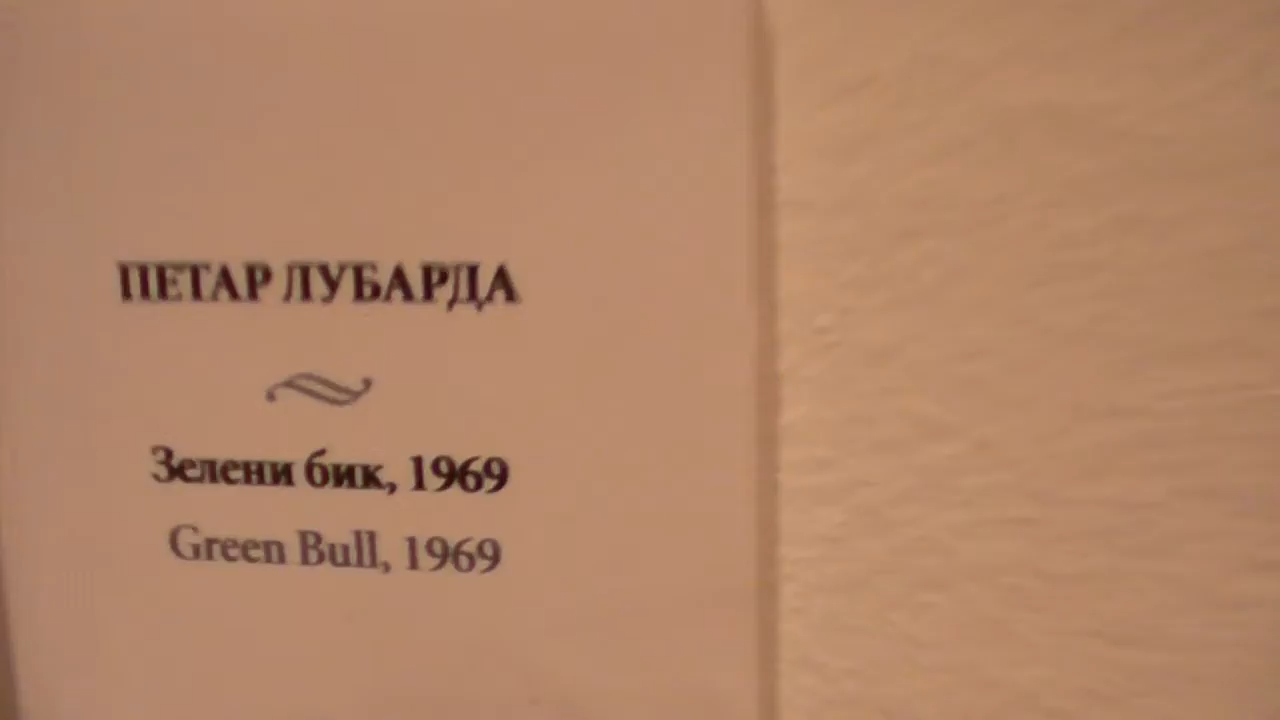 ПЕТАР ЛУБАРДА
Зелени бик, 1969
Green Bull, 1969